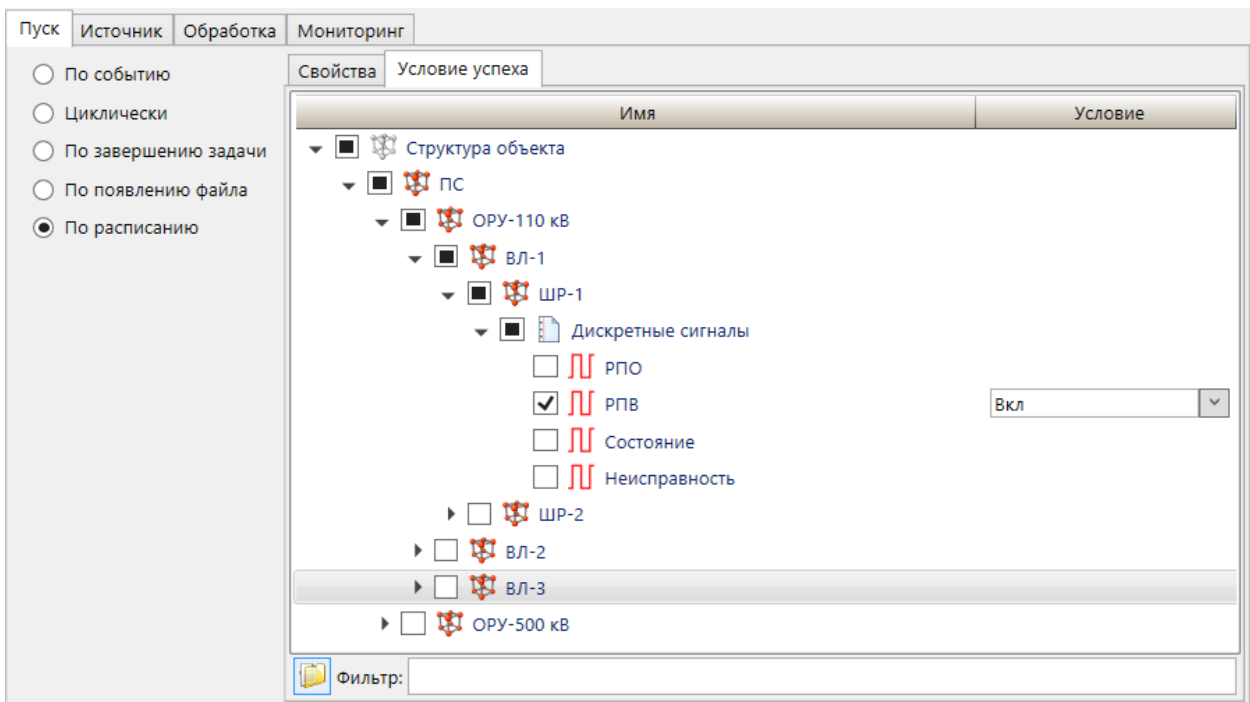 Пуск Источник Обработка Мониторинг
По событию
Циклически
По завершению задачи
По появлению файла
По расписанию
Свойства Условие успеха
Имя Условие
Структура объекта
ПС
ОРУ-110 кВ
ВЛ-1
ШР-1
Дискретные сигналы
РПО
РПВ Вкл
Состояние
Неисправность
ШР-2
ВЛ-2
ВЛ-3
ОРУ-500 кВ
Фильтр: